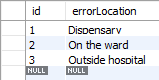 id errorLocation
1 Dispensary
2 On the ward
3 Outside hospital
NULL NULL